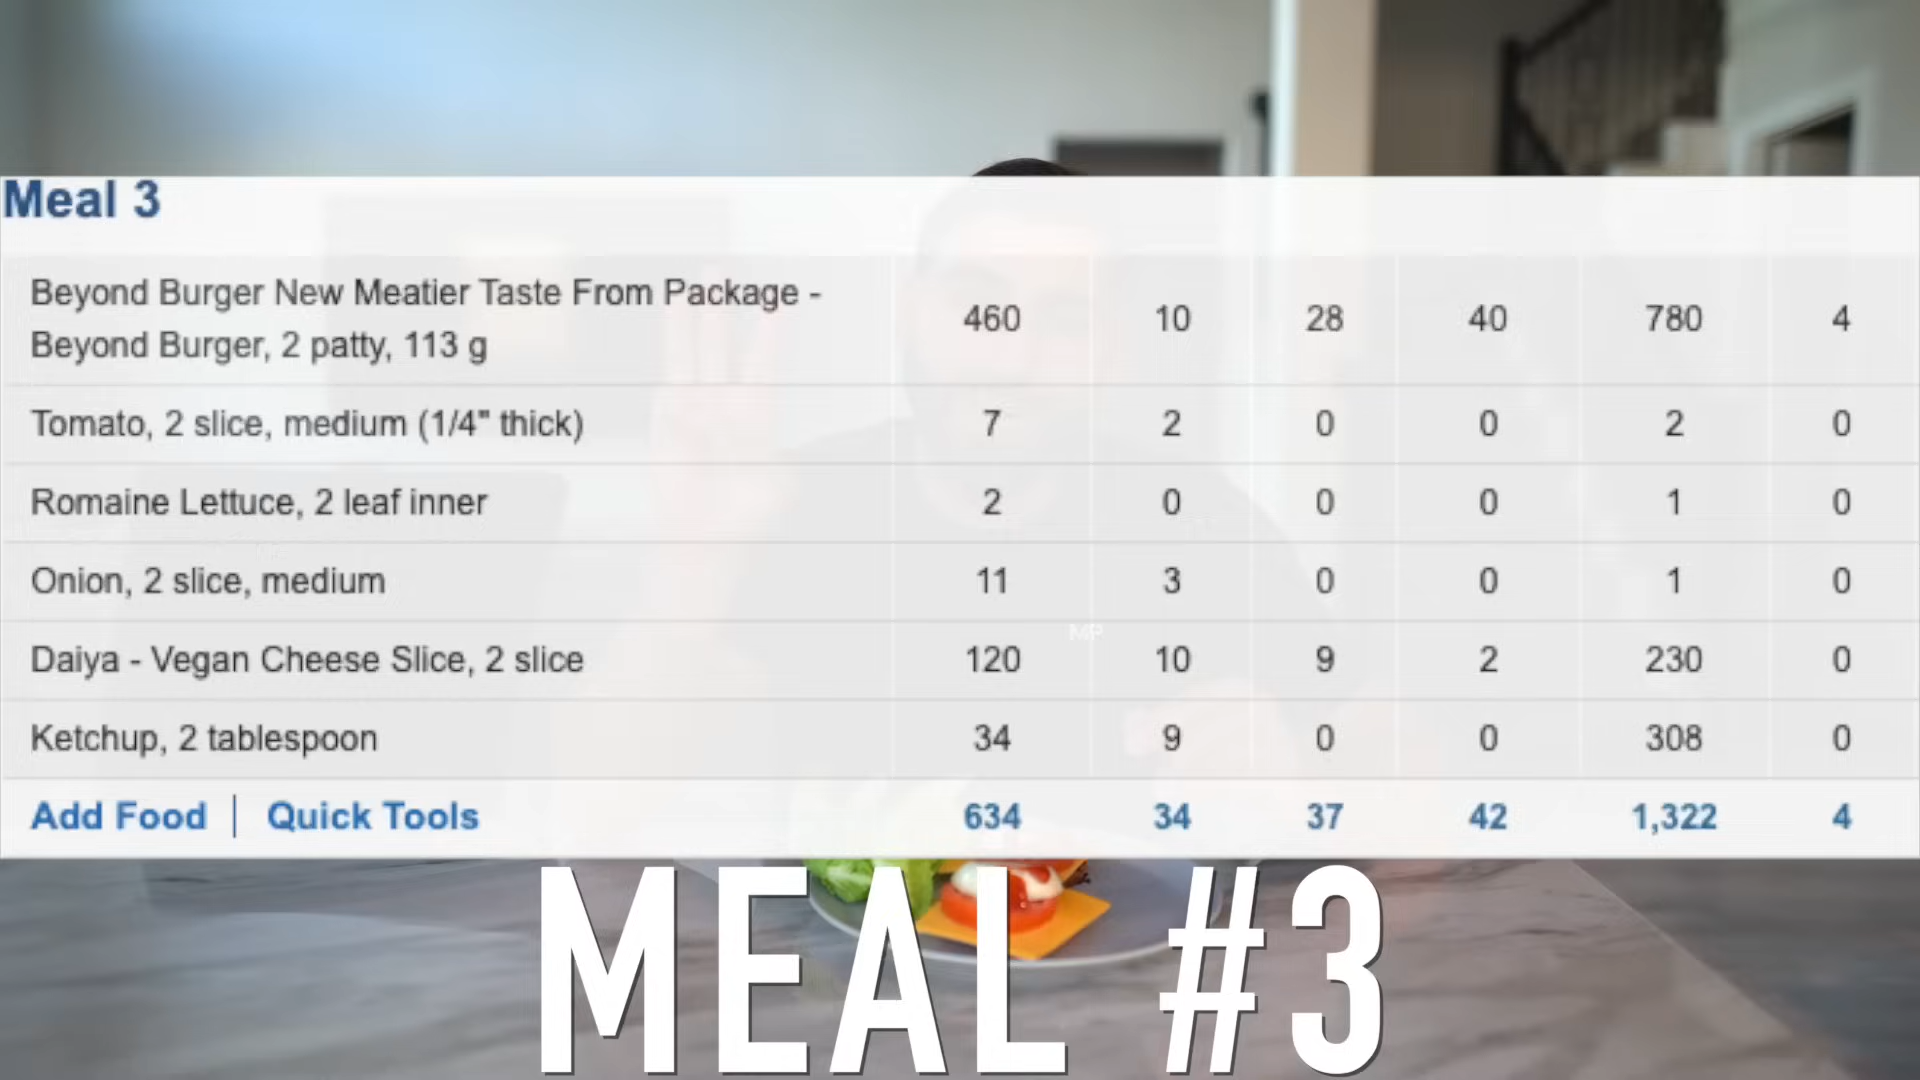 Meal 3
Beyond Burger New Meatier Taste From Package -
Beyond Burger, 2 patty, 113 g 460 10 28 40 780 4
Tomato, 2 slice, medium (1/4" thick) 7 2 0 0 2 0
Romaine Lettuce, 2 leaf inner 2 0 0 0 1 0
Onion, 2 slice, medium 11 3 0 0 1 0
MP
Daiya - Vegan Cheese Slice, 2 slice 120 10 9 2 230 0
Ketchup, 2 tablespoon 34 9 0 0 308 0
Add Food | Quick Tools 634 34 37 42 1,322 4
MEAL #3